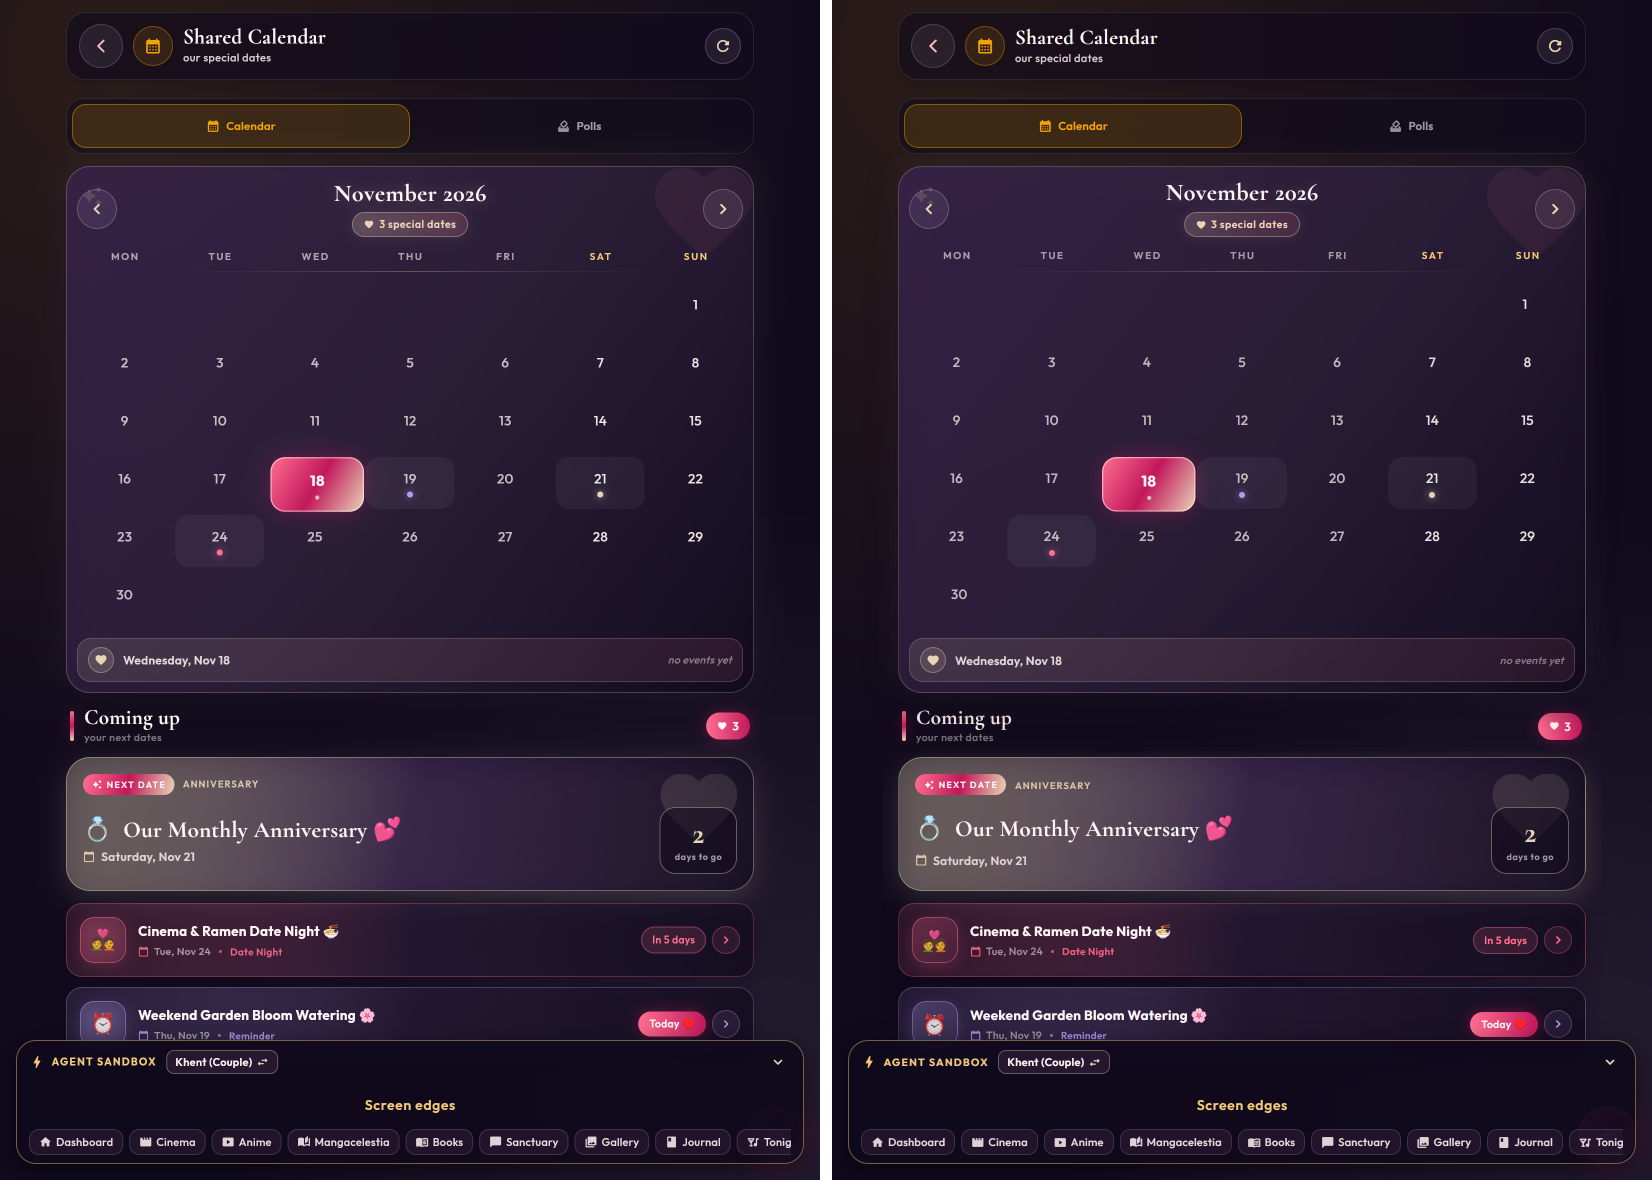 Shared Calendar
our special dates
Calendar
Polls
November 2026
3 special dates
MON TUE WED THU FRI SAT SUN
1
2 3 4 5 6 7 8
9 10 11 12 13 14 15
16 17 18 19 20 21 22
23 24 25 26 27 28 29
30
Wednesday, Nov 18
no events yet
Coming up
your next dates
3
NEXT DATE
ANNIVERSARY
💍 Our Monthly Anniversary 💕
Saturday, Nov 21
2
days to go
Cinema & Ramen Date Night 🍜
Tue, Nov 24 • Date Night
In 5 days
Weekend Garden Bloom Watering 🌸
Thu, Nov 19 • Reminder
Today
AGENT SANDBOX
Khent (Couple)
Screen edges
Dashboard
Cinema
Anime
Mangacelestia
Books
Sanctuary
Gallery
Journal
Tonig
Shared Calendar
our special dates
Calendar
Polls
November 2026
3 special dates
MON TUE WED THU FRI SAT SUN
1
2 3 4 5 6 7 8
9 10 11 12 13 14 15
16 17 18 19 20 21 22
23 24 25 26 27 28 29
30
Wednesday, Nov 18
no events yet
Coming up
your next dates
3
NEXT DATE
ANNIVERSARY
💍 Our Monthly Anniversary 💕
Saturday, Nov 21
2
days to go
Cinema & Ramen Date Night 🍜
Tue, Nov 24 • Date Night
In 5 days
Weekend Garden Bloom Watering 🌸
Thu, Nov 19 • Reminder
Today
AGENT SANDBOX
Khent (Couple)
Screen edges
Dashboard
Cinema
Anime
Mangacelestia
Books
Sanctuary
Gallery
Journal
Tonig